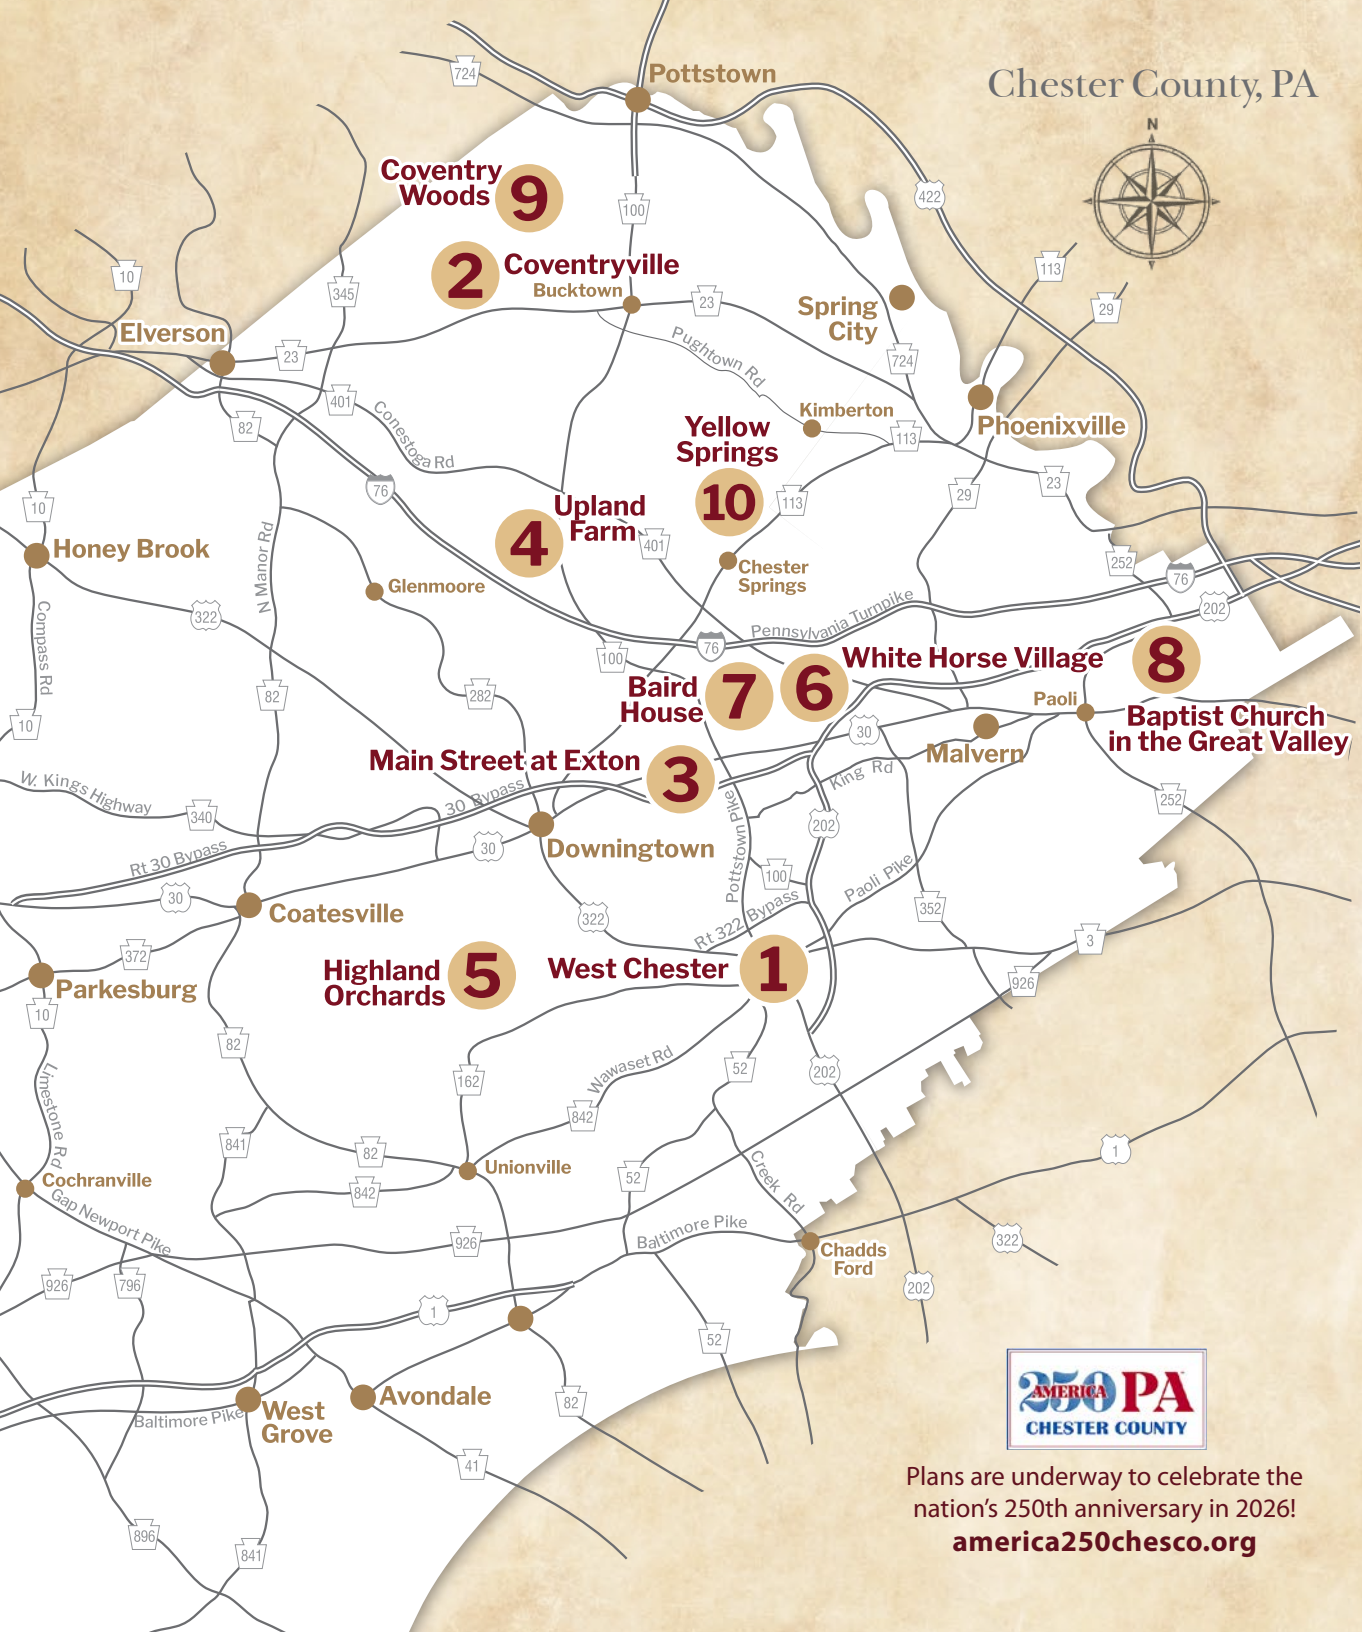 Pottstown
724
Chester County, PA
N
Coventry
Woods
9
100
422
2
Coventryville
Bucktown
10
345
23
113
29
Spring
City
Elverson
23
Pughtown Rd
724
401
Conestoga Rd
82
Kimberton
Phoenixville
Yellow
Springs
113
76
10
10
113
29
23
Upland
Farm
4
401
Honey Brook
N Manor Rd
Chester
Springs
252
76
Glenmoore
322
Compass Rd
Pennsylvania Turnpike
202
76
100
White Horse Village
8
Baird
House
7
6
82
282
Paoli
10
Baptist Church
in the Great Valley
30
Malvern
Main Street at Exton
3
King Rd
W. Kings Highway
30 Bypass
252
340
Pottstown Pike
202
30
Downingtown
Rt 30 Bypass
100
Paoli Pike
30
Coatesville
322
Rt 322 Bypass
352
372
3
Highland
Orchards
5
West Chester
1
Parkesburg
926
10
82
Wawaset Rd
52
202
162
Limestone Rd
842
841
82
1
Unionville
52
Creek Rd
Cochranville
842
Gap Newport Pike
Baltimore Pike
926
322
Chadds
Ford
926
796
202
1
52
250
AMERICA
PA
CHESTER COUNTY
Avondale
82
West
Grove
Baltimore Pike
41
Plans are underway to celebrate the
nation's 250th anniversary in 2026!
america250chesco.org
896
841